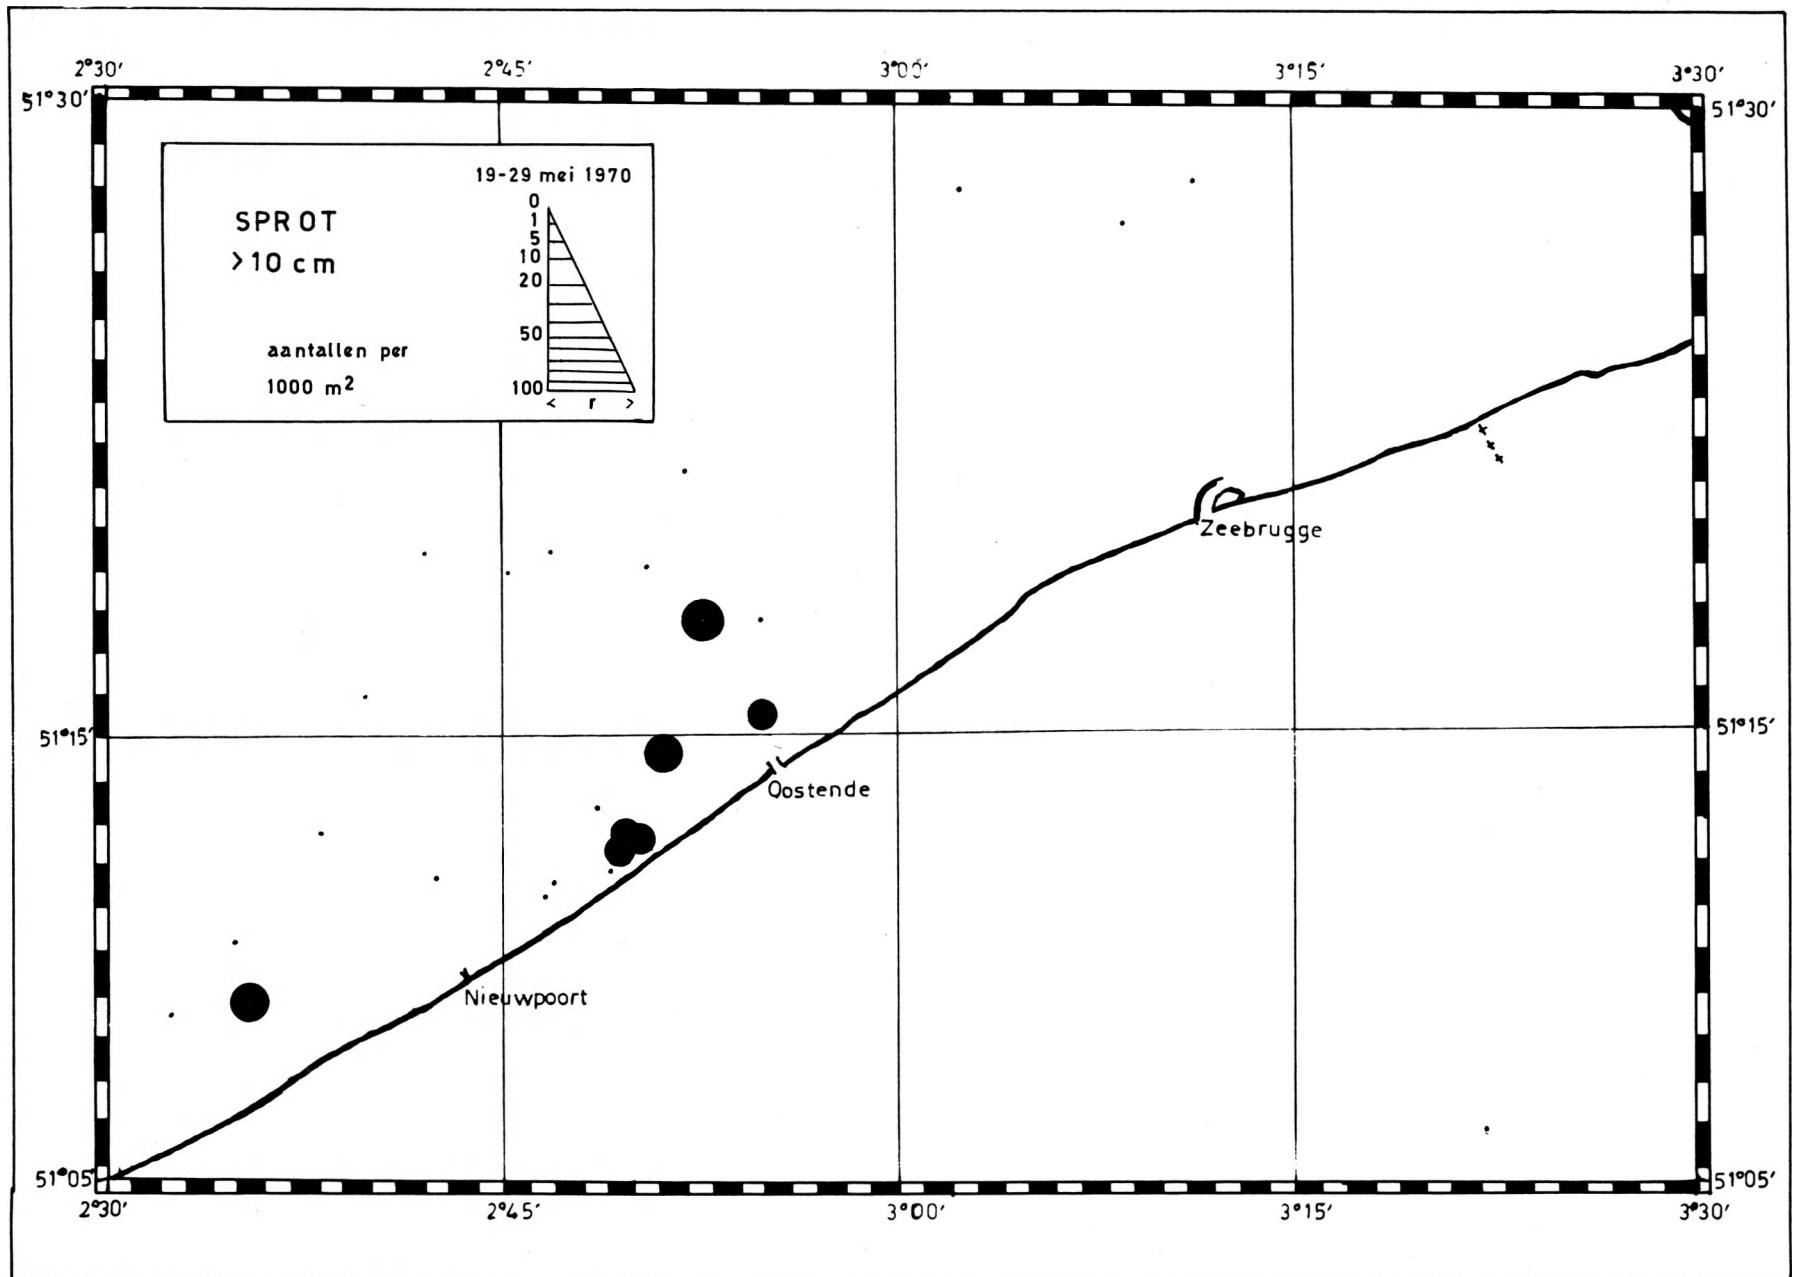 2°30′ 2°45′ 3°00′ 3°15′ 3°30′
51°30′ 51°30′
19-29 mei 1970
SPROT
>10 cm
aantallen per
1000 m²
0
1
5
10
20
50
100
< r >
Zeebrugge
51°15′ 51°15′
Oostende
Nieuwpoort
51°05′ 51°05′
2°30′ 2°45′ 3°00′ 3°15′ 3°30′